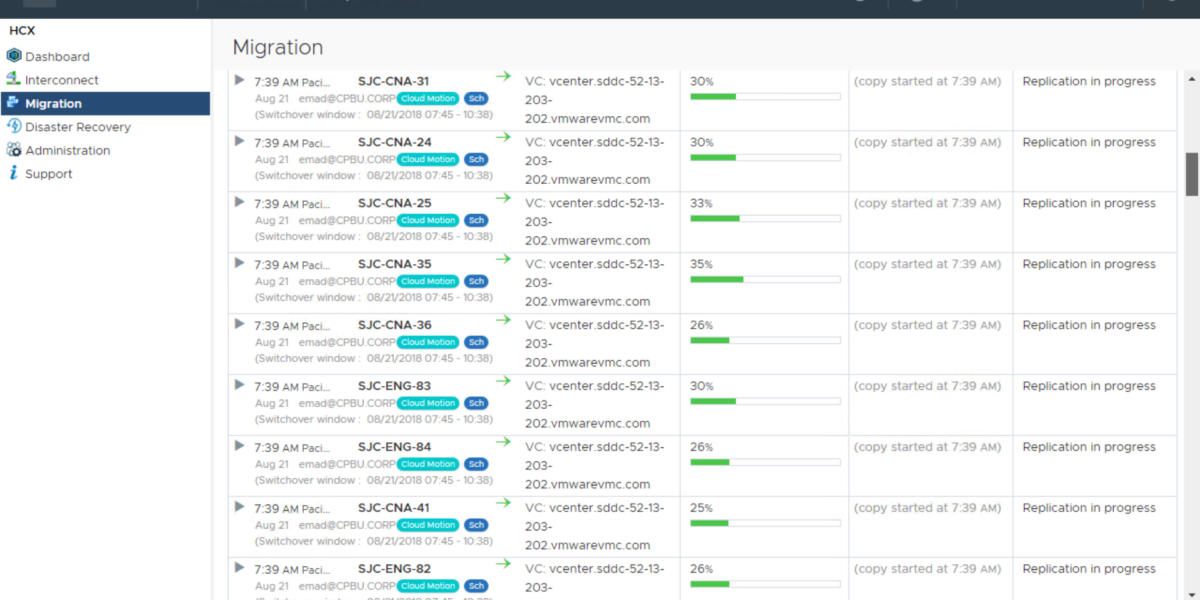 HCX
Dashboard
Interconnect
Migration
Disaster Recovery
Administration
Support
Migration
7:39 AM Paci... SJC-CNA-31 VC: vcenter.sddc-52-13- 30% (copy started at 7:39 AM) Replication in progress
Aug 21 emad@CPBU.CORP Cloud Motion Sch 203-
(Switchover window : 08/21/2018 07:45 - 10:38) 202.vmwarevmc.com
7:39 AM Paci... SJC-CNA-24 VC: vcenter.sddc-52-13- 30% (copy started at 7:39 AM) Replication in progress
Aug 21 emad@CPBU.CORP Cloud Motion Sch 203-
(Switchover window : 08/21/2018 07:45 - 10:38) 202.vmwarevmc.com
7:39 AM Paci... SJC-CNA-25 VC: vcenter.sddc-52-13- 33% (copy started at 7:39 AM) Replication in progress
Aug 21 emad@CPBU.CORP Cloud Motion Sch 203-
(Switchover window : 08/21/2018 07:45 - 10:38) 202.vmwarevmc.com
7:39 AM Paci... SJC-CNA-35 VC: vcenter.sddc-52-13- 35% (copy started at 7:39 AM) Replication in progress
Aug 21 emad@CPBU.CORP Cloud Motion Sch 203-
(Switchover window : 08/21/2018 07:45 - 10:38) 202.vmwarevmc.com
7:39 AM Paci... SJC-CNA-36 VC: vcenter.sddc-52-13- 26% (copy started at 7:39 AM) Replication in progress
Aug 21 emad@CPBU.CORP Cloud Motion Sch 203-
(Switchover window : 08/21/2018 07:45 - 10:38) 202.vmwarevmc.com
7:39 AM Paci... SJC-ENG-83 VC: vcenter.sddc-52-13- 30% (copy started at 7:39 AM) Replication in progress
Aug 21 emad@CPBU.CORP Cloud Motion Sch 203-
(Switchover window : 08/21/2018 07:45 - 10:38) 202.vmwarevmc.com
7:39 AM Paci... SJC-ENG-84 VC: vcenter.sddc-52-13- 26% (copy started at 7:39 AM) Replication in progress
Aug 21 emad@CPBU.CORP Cloud Motion Sch 203-
(Switchover window : 08/21/2018 07:45 - 10:38) 202.vmwarevmc.com
7:39 AM Paci... SJC-CNA-41 VC: vcenter.sddc-52-13- 25% (copy started at 7:39 AM) Replication in progress
Aug 21 emad@CPBU.CORP Cloud Motion Sch 203-
(Switchover window : 08/21/2018 07:45 - 10:38) 202.vmwarevmc.com
7:39 AM Paci... SJC-ENG-82 VC: vcenter.sddc-52-13- 26% (copy started at 7:39 AM) Replication in progress
Aug 21 emad@CPBU.CORP Cloud Motion Sch 203-